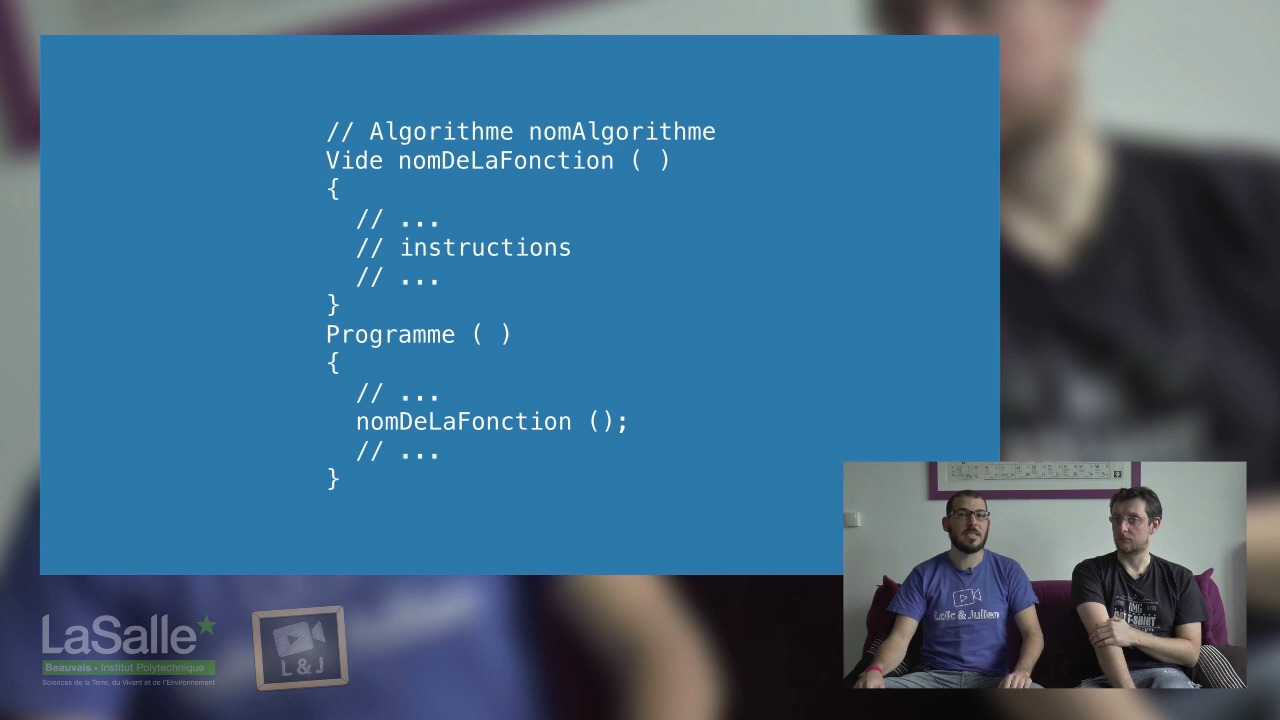 // Algorithme nomAlgorithme
Vide nomDeLaFonction ( )
{
// ...
// instructions
// ...
}
Programme ( )
{
// ...
nomDeLaFonction ();
// ...
}
LaSalle
Beauvais • Institut Polytechnique
Sciences de la Terre, du Vivant et de l'Environnement
L & J
Loïc & Julien
OMG